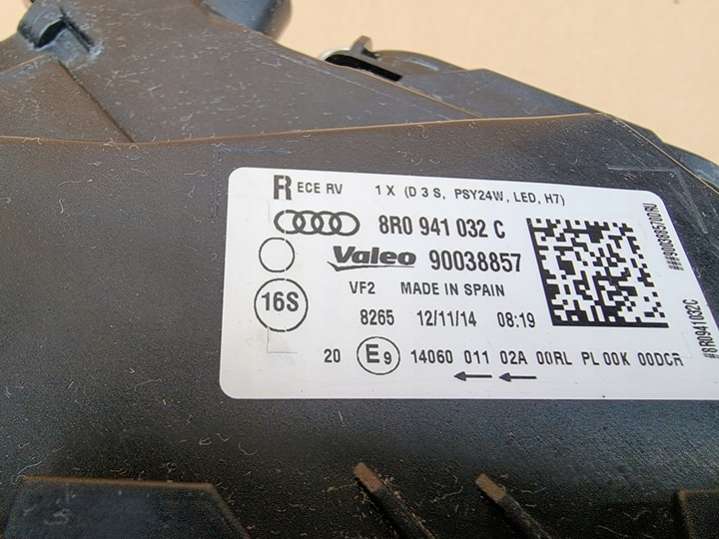 R ECE RV 1 X (D 3 S, PSY24W, LED, H7)
8R0 941 032 C
Valeo 90038857
16S
VF2 MADE IN SPAIN
8265 12/11/14 08:19
20 E9 14060 011 02A 00RL PL 00K 00DCR
###9003885700RU
#8R0941032C